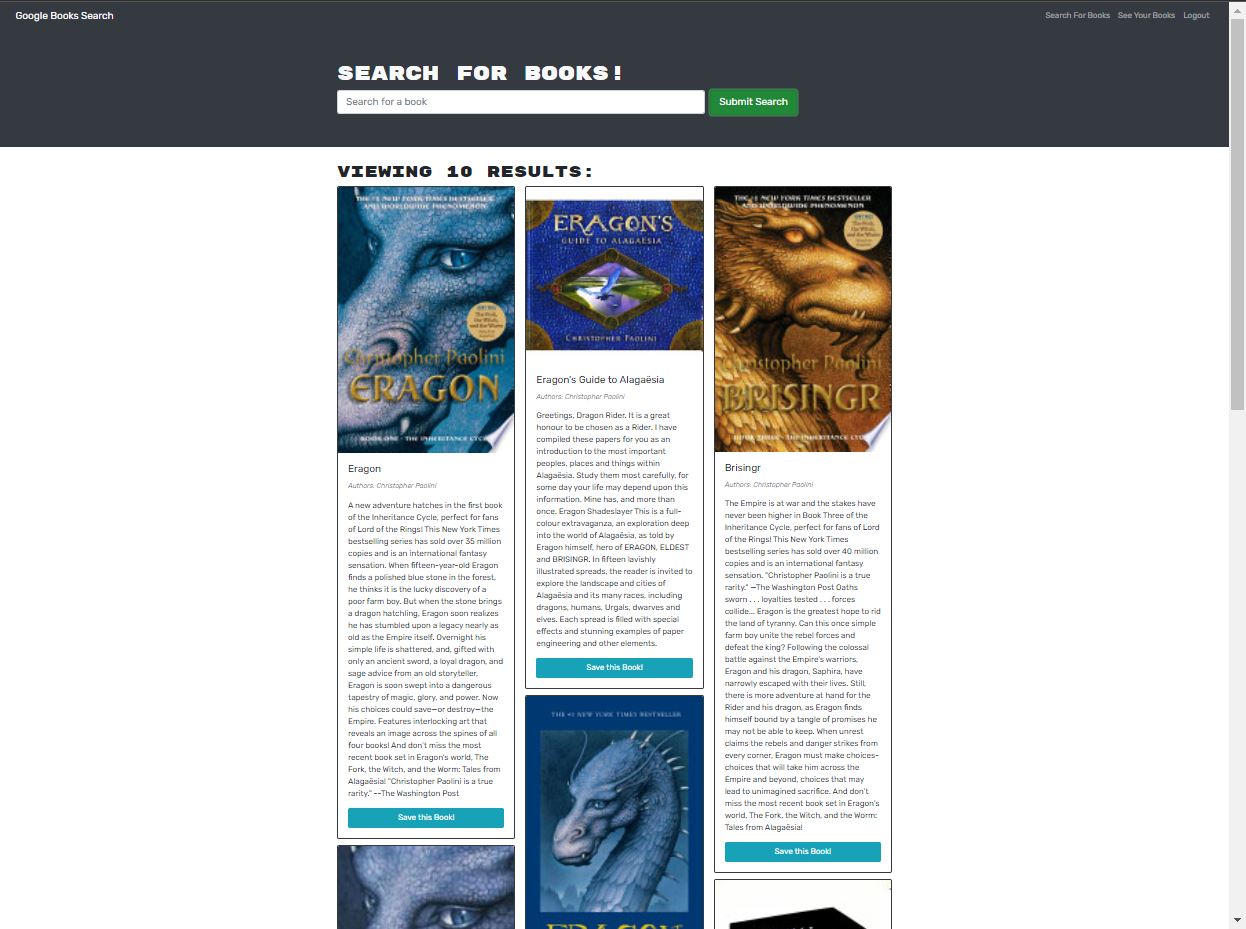 Google Books Search
Search For Books See Your Books Logout
SEARCH FOR BOOKS!
Search for a book
Submit Search
VIEWING 10 RESULTS:
THE #1 NEW YORK TIMES BESTSELLER
AND WORLDWIDE PHENOMENON
Christopher Paolini
ERAGON
BOOK ONE · THE INHERITANCE CYCLE
Eragon
Authors: Christopher Paolini
A new adventure hatches in the first book
of the Inheritance Cycle, perfect for fans
of Lord of the Rings! This New York Times
bestselling series has sold over 35 million
copies and is an international fantasy
sensation. When fifteen-year-old Eragon
finds a polished blue stone in the forest,
he thinks it is the lucky discovery of a
poor farm boy. But when the stone brings
a dragon hatchling, Eragon soon realizes
he has stumbled upon a legacy nearly as
old as the Empire itself. Overnight his
simple life is shattered, and, gifted with
only an ancient sword, a loyal dragon, and
sage advice from an old storyteller,
Eragon is soon swept into a dangerous
tapestry of magic, glory, and power. Now
his choices could save—or destroy—the
Empire. Features interlocking art that
reveals an image across the spines of all
four books! And don't miss the most
recent book set in Eragon's world, The
Fork, the Witch, and the Worm: Tales from
Alagaësia! "Christopher Paolini is a true
rarity." --The Washington Post
Save this Book!
ERAGON'S
GUIDE TO ALAGAËSIA
CHRISTOPHER PAOLINI
Eragon's Guide to Alagaësia
Authors: Christopher Paolini
Greetings, Dragon Rider. It is a great
honour to be chosen as a Rider. I have
compiled these papers for you as an
introduction to the most important
peoples, places and things within
Alagaësia. Study them most carefully, for
some day your life may depend upon this
information. Mine has, and more than
once. Eragon Shadeslayer This is a full-
colour extravaganza, an exploration deep
into the world of Alagaësia, as told by
Eragon himself, hero of ERAGON, ELDEST
and BRISINGR. In fifteen lavishly
illustrated spreads, the reader is invited to
explore the landscape and cities of
Alagaësia and its many races, including
dragons, humans, Urgals, dwarves and
elves. Each spread is filled with special
effects and stunning examples of paper
engineering and other elements.
Save this Book!
THE #1 NEW YORK TIMES BESTSELLER
ERAGON
THE #1 NEW YORK TIMES BESTSELLER
AND WORLDWIDE PHENOMENON
Christopher Paolini
BRISINGR
BOOK THREE · THE INHERITANCE CYCLE
Brisingr
Authors: Christopher Paolini
The Empire is at war and the stakes have
never been higher in Book Three of the
Inheritance Cycle, perfect for fans of Lord
of the Rings! This New York Times
bestselling series has sold over 40 million
copies and is an international fantasy
sensation. "Christopher Paolini is a true
rarity." —The Washington Post Oaths
sworn . . . loyalties tested . . . forces
collide... Eragon is the greatest hope to rid
the land of tyranny. Can this once simple
farm boy unite the rebel forces and
defeat the king? Following the colossal
battle against the Empire's warriors,
Eragon and his dragon, Saphira, have
narrowly escaped with their lives. Still,
there is more adventure at hand for the
Rider and his dragon, as Eragon finds
himself bound by a tangle of promises he
may not be able to keep. When unrest
claims the rebels and danger strikes from
every corner, Eragon must make choices-
choices that will take him across the
Empire and beyond, choices that may
lead to unimagined sacrifice. And don't
miss the most recent book set in Eragon's
world, The Fork, the Witch, and the Worm:
Tales from Alagaësia!
Save this Book!